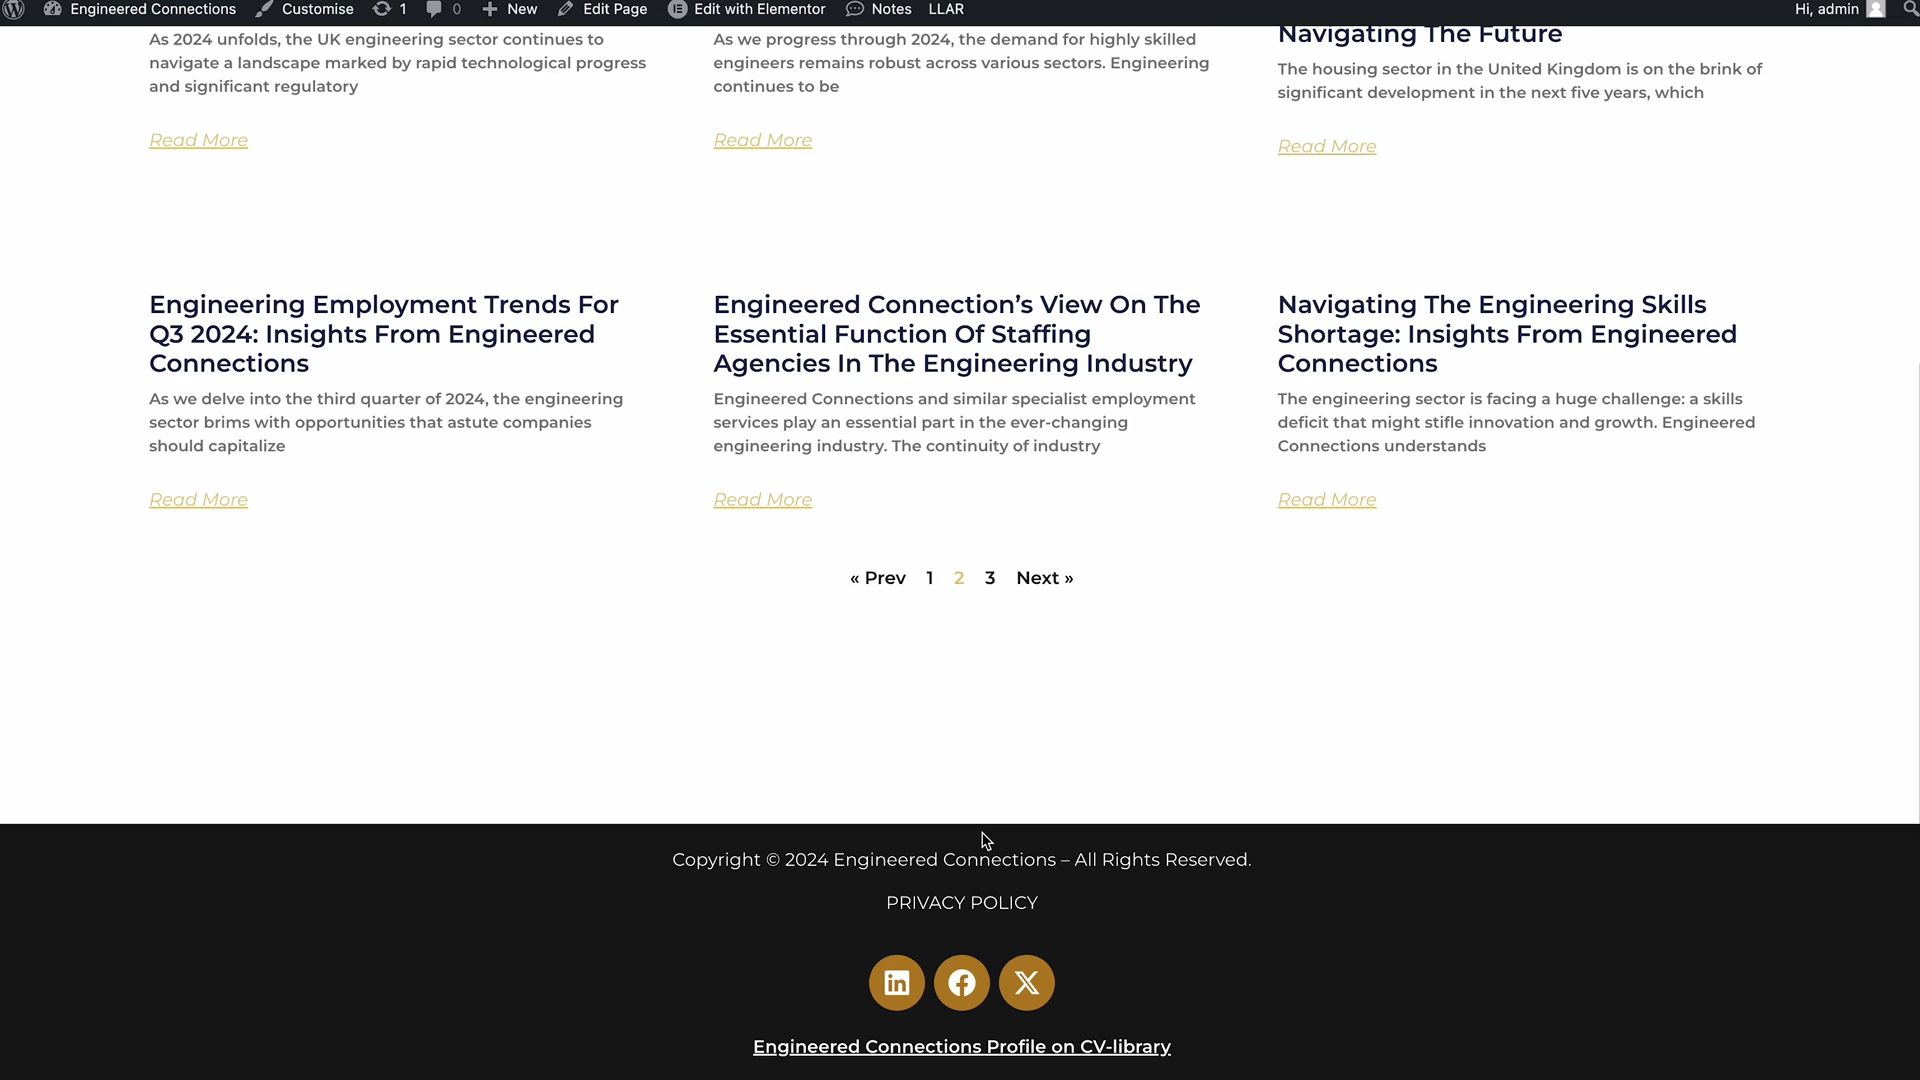 Engineered Connections Customise 1 0 New Edit Page Edit with Elementor Notes LLAR Hi, admin
As 2024 unfolds, the UK engineering sector continues to
navigate a landscape marked by rapid technological progress
and significant regulatory
Read More
As we progress through 2024, the demand for highly skilled
engineers remains robust across various sectors. Engineering
continues to be
Read More
Navigating The Future
The housing sector in the United Kingdom is on the brink of
significant development in the next five years, which
Read More
Engineering Employment Trends For
Q3 2024: Insights From Engineered
Connections
As we delve into the third quarter of 2024, the engineering
sector brims with opportunities that astute companies
should capitalize
Read More
Engineered Connection’s View On The
Essential Function Of Staffing
Agencies In The Engineering Industry
Engineered Connections and similar specialist employment
services play an essential part in the ever-changing
engineering industry. The continuity of industry
Read More
Navigating The Engineering Skills
Shortage: Insights From Engineered
Connections
The engineering sector is facing a huge challenge: a skills
deficit that might stifle innovation and growth. Engineered
Connections understands
Read More
« Prev 1 2 3 Next »
Copyright © 2024 Engineered Connections – All Rights Reserved.
PRIVACY POLICY
Engineered Connections Profile on CV-library